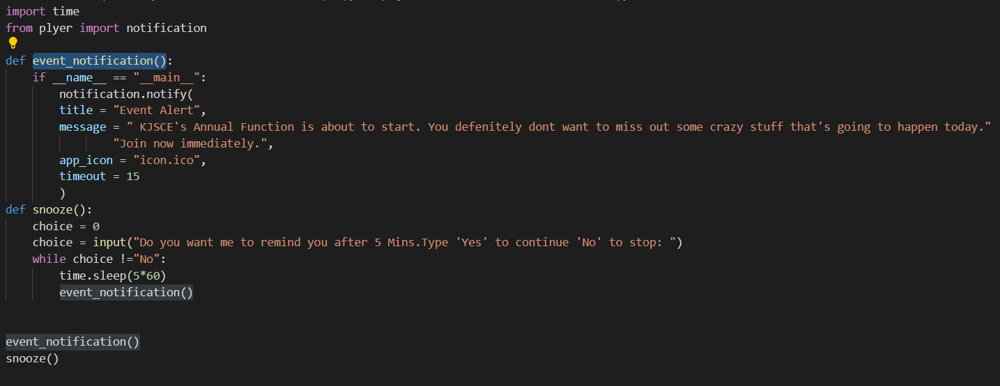 import time
from plyer import notification
def event_notification():
    if __name__ == "__main__":
        notification.notify(
        title = "Event Alert",
        message = " KJSCE's Annual Function is about to start. You defenitely dont want to miss out some crazy stuff that's going to happen today."
                "Join now immediately.",
        app_icon = "icon.ico",
        timeout = 15
        )
def snooze():
    choice = 0
    choice = input("Do you want me to remind you after 5 Mins.Type 'Yes' to continue 'No' to stop: ")
    while choice !="No":
        time.sleep(5*60)
        event_notification()
event_notification()
snooze()